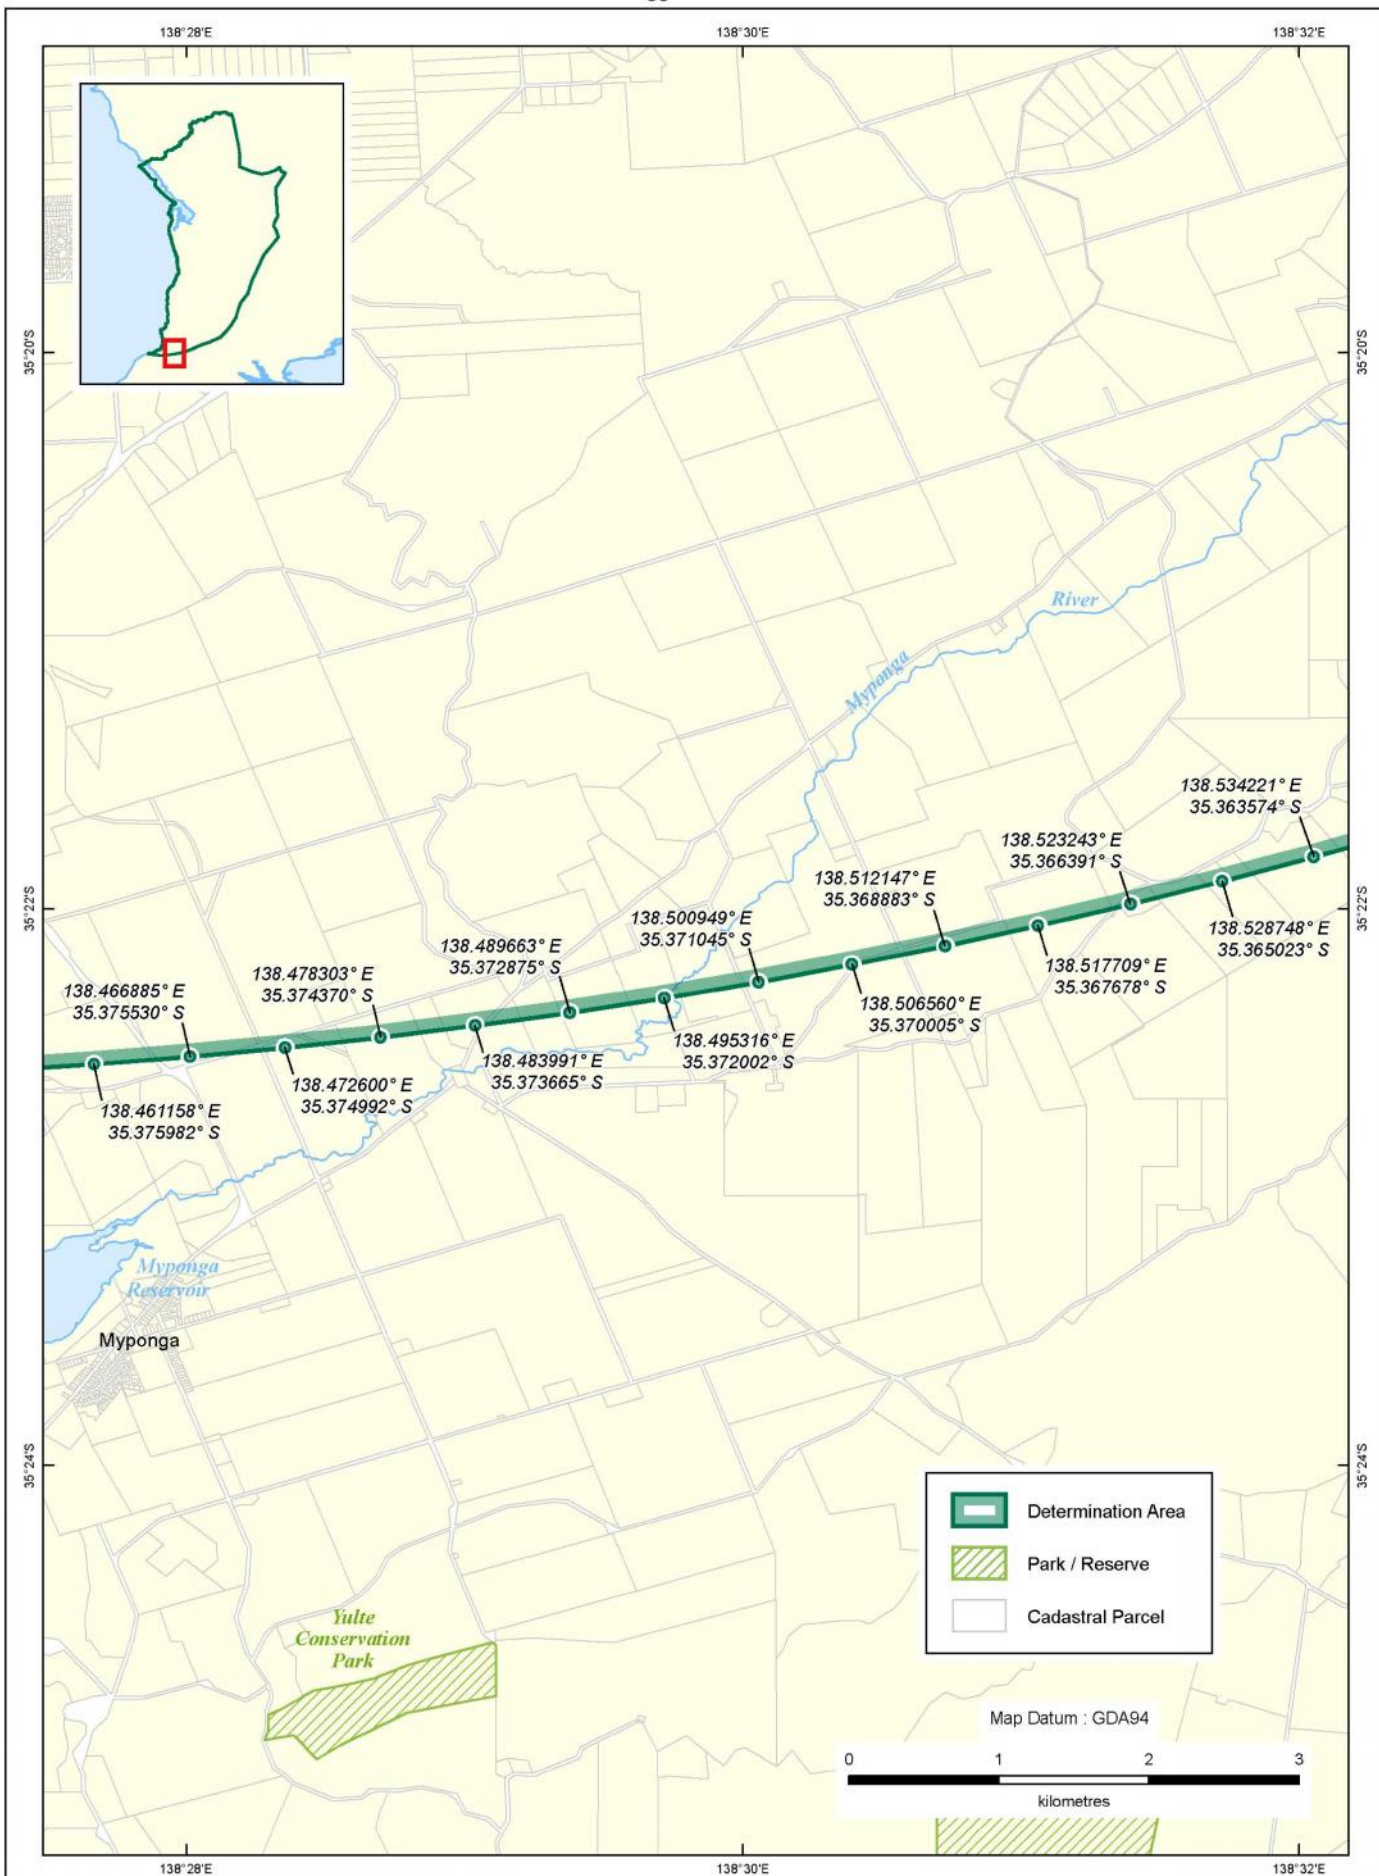 138°28'E
138°30'E
138°32'E
35°20'S
35°20'S
River
Myponga
138.534221° E
35.363574° S
138.523243° E
35.366391° S
138.512147° E
35.368883° S
35°22'S
35°22'S
138.500949° E
35.371045° S
138.528748° E
35.365023° S
138.489663° E
35.372875° S
138.517709° E
35.367678° S
138.478303° E
35.374370° S
138.466885° E
35.375530° S
138.506560° E
35.370005° S
138.495316° E
35.372002° S
138.483991° E
35.373665° S
138.472600° E
35.374992° S
138.461158° E
35.375982° S
Myponga
Reservoir
Myponga
35°24'S
35°24'S
Determination Area
Park / Reserve
Cadastral Parcel
Yulte
Conservation
Park
Map Datum : GDA94
0 1 2 3
kilometres
138°28'E
138°30'E
138°32'E